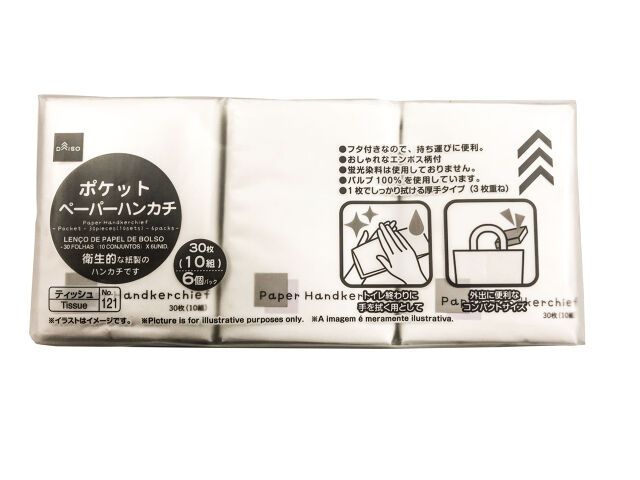 DAISO
ポケット
ペーパーハンカチ
Paper Handkerchief
- Pocket - 30pieces(10sets) - 6packs -
LENÇO DE PAPEL DE BOLSO
- 30 FOLHAS (10 CONJUNTOS) X 6UNID.
衛生的な紙製の
ハンカチです
30枚
(10組)
6個パック
ティッシュ
Tissue
No.
121
●フタ付きなので、持ち運びに便利。
●おしゃれなエンボス柄付
●蛍光染料は使用しておりません。
●パルプ100%を使用しています。
●1枚でしっかり拭ける厚手タイプ(3枚重ね)
トイレ終わりに
手を拭く用として
外出に便利な
コンパクトサイズ
Handkerchief
30枚(10組)
Paper Handkerchief
Paper Handkerchief
30枚(10組)
※イラストはイメージです。 ※Picture is for illustrative purposes only. ※A imagem é meramente ilustrativa.